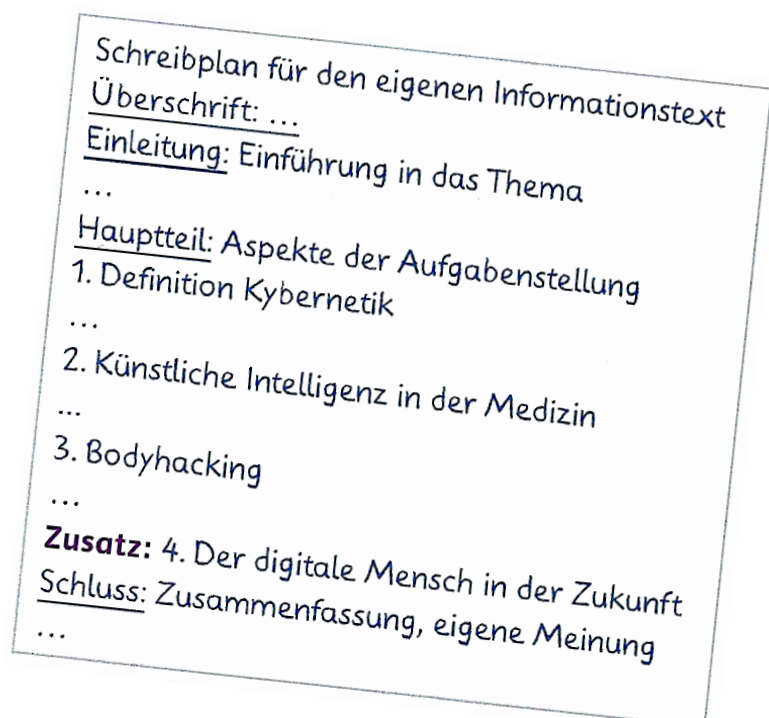 Schreibplan für den eigenen Informationstext
Überschrift: ...
Einleitung: Einführung in das Thema
...
Hauptteil: Aspekte der Aufgabenstellung
1. Definition Kybernetik
...
2. Künstliche Intelligenz in der Medizin
...
3. Bodyhacking
...
Zusatz: 4. Der digitale Mensch in der Zukunft
Schluss: Zusammenfassung, eigene Meinung
...